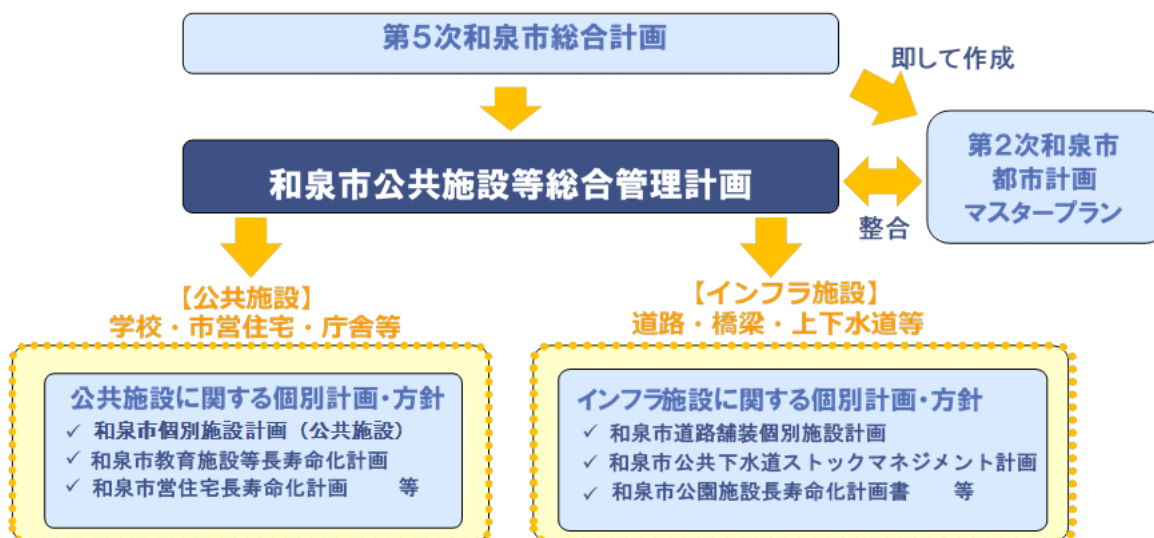 第5次和泉市総合計画
即して作成
和泉市公共施設等総合管理計画
第2次和泉市
都市計画
マスタープラン
整合
【公共施設】
学校・市営住宅・庁舎等
【インフラ施設】
道路・橋梁・上下水道等
公共施設に関する個別計画・方針
✓ 和泉市個別施設計画（公共施設）
✓ 和泉市教育施設等長寿命化計画
✓ 和泉市営住宅長寿命化計画 等
インフラ施設に関する個別計画・方針
✓ 和泉市道路舗装個別施設計画
✓ 和泉市公共下水道ストックマネジメント計画
✓ 和泉市公園施設長寿命化計画書 等